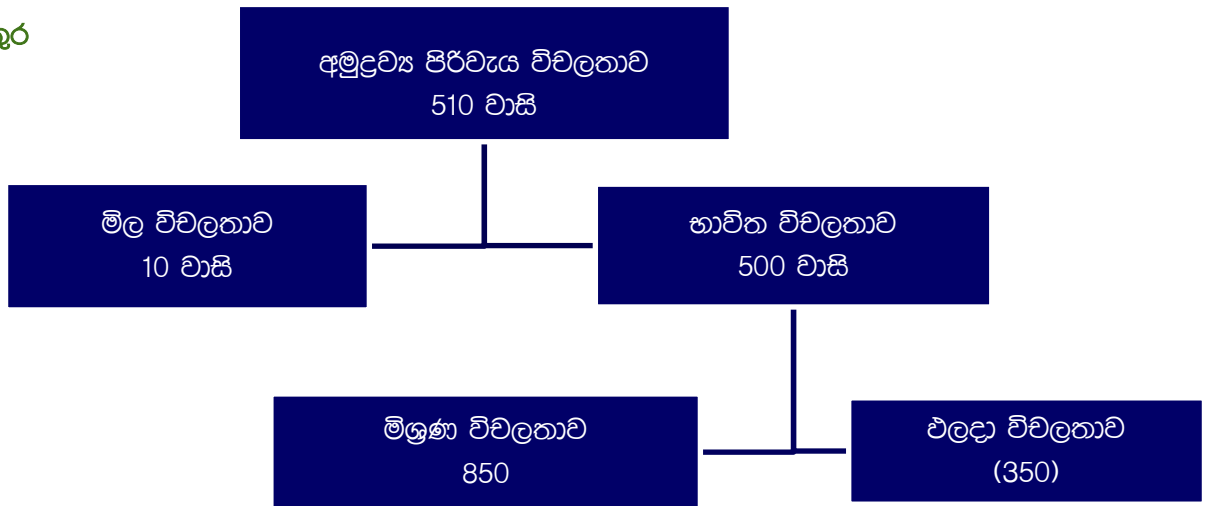 අමුද්‍රව්‍ය පිරිවැය විචලතාව
510 වාසි
මිල විචලතාව
10 වාසි
භාවිත විචලතාව
500 වාසි
මිශ්‍රණ විචලතාව
850
ඵලදා විචලතාව
(350)